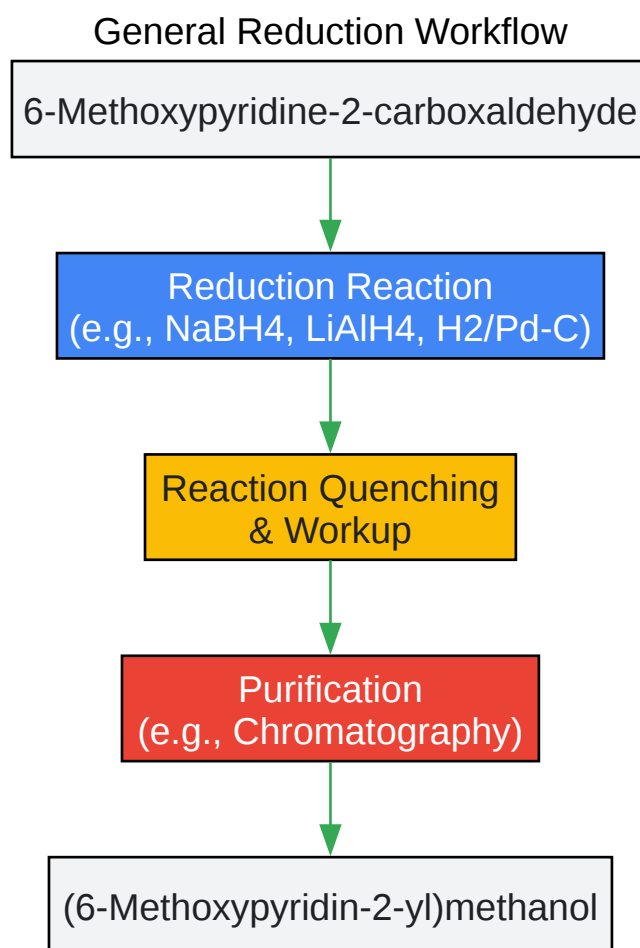 General Reduction Workflow
6-Methoxypyridine-2-carboxaldehyde
Reduction Reaction
(e.g., NaBH4, LiAlH4, H2/Pd-C)
Reaction Quenching
& Workup
Purification
(e.g., Chromatography)
(6-Methoxypyridin-2-yl)methanol